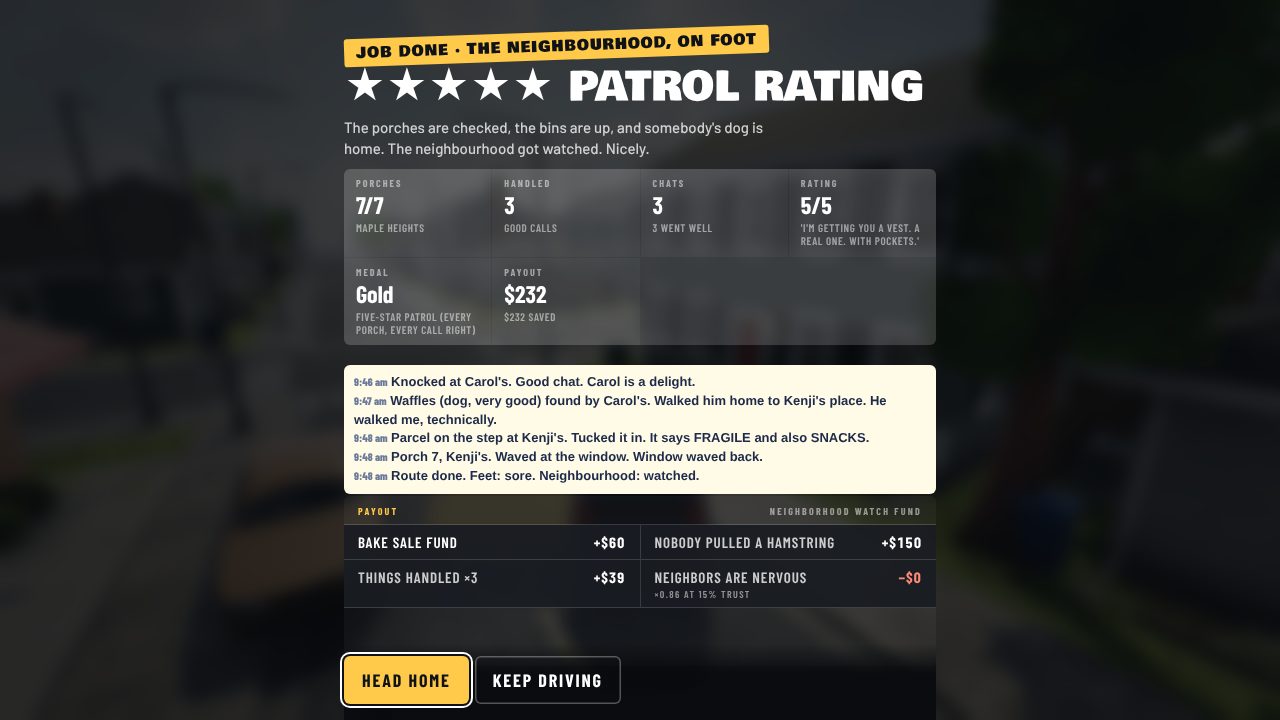 JOB DONE · THE NEIGHBOURHOOD, ON FOOT
★★★★★ PATROL RATING
The porches are checked, the bins are up, and somebody's dog is
home. The neighbourhood got watched. Nicely.
PORCHES
7/7
MAPLE HEIGHTS
HANDLED
3
GOOD CALLS
CHATS
3
3 WENT WELL
RATING
5/5
'I'M GETTING YOU A VEST. A
REAL ONE. WITH POCKETS.'
MEDAL
Gold
FIVE-STAR PATROL (EVERY
PORCH, EVERY CALL RIGHT)
PAYOUT
$232
$232 SAVED
9:46 am Knocked at Carol's. Good chat. Carol is a delight.
9:47 am Waffles (dog, very good) found by Carol's. Walked him home to Kenji's place. He
walked me, technically.
9:48 am Parcel on the step at Kenji's. Tucked it in. It says FRAGILE and also SNACKS.
9:48 am Porch 7, Kenji's. Waved at the window. Window waved back.
9:48 am Route done. Feet: sore. Neighbourhood: watched.
PAYOUT
NEIGHBORHOOD WATCH FUND
BAKE SALE FUND +$60
NOBODY PULLED A HAMSTRING +$150
THINGS HANDLED ×3 +$39
NEIGHBORS ARE NERVOUS −$0
×0.86 AT 15% TRUST
HEAD HOME
KEEP DRIVING